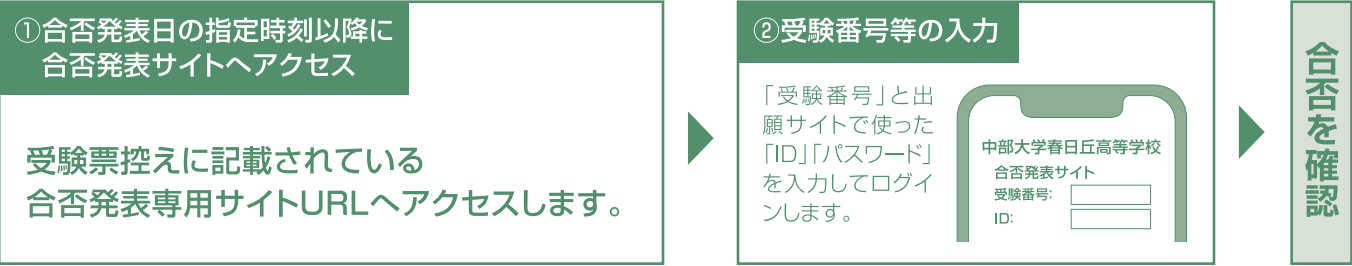 ①合否発表日の指定時刻以降に
合否発表サイトへアクセス
受験票控えに記載されている
合否発表専用サイトURLへアクセスします。
②受験番号等の入力
「受験番号」と出
願サイトで使った
「ID」「パスワード」
を入力してログイ
ンします。
中部大学春日丘高等学校
合否発表サイト
受験番号:
ID:
合否を確認